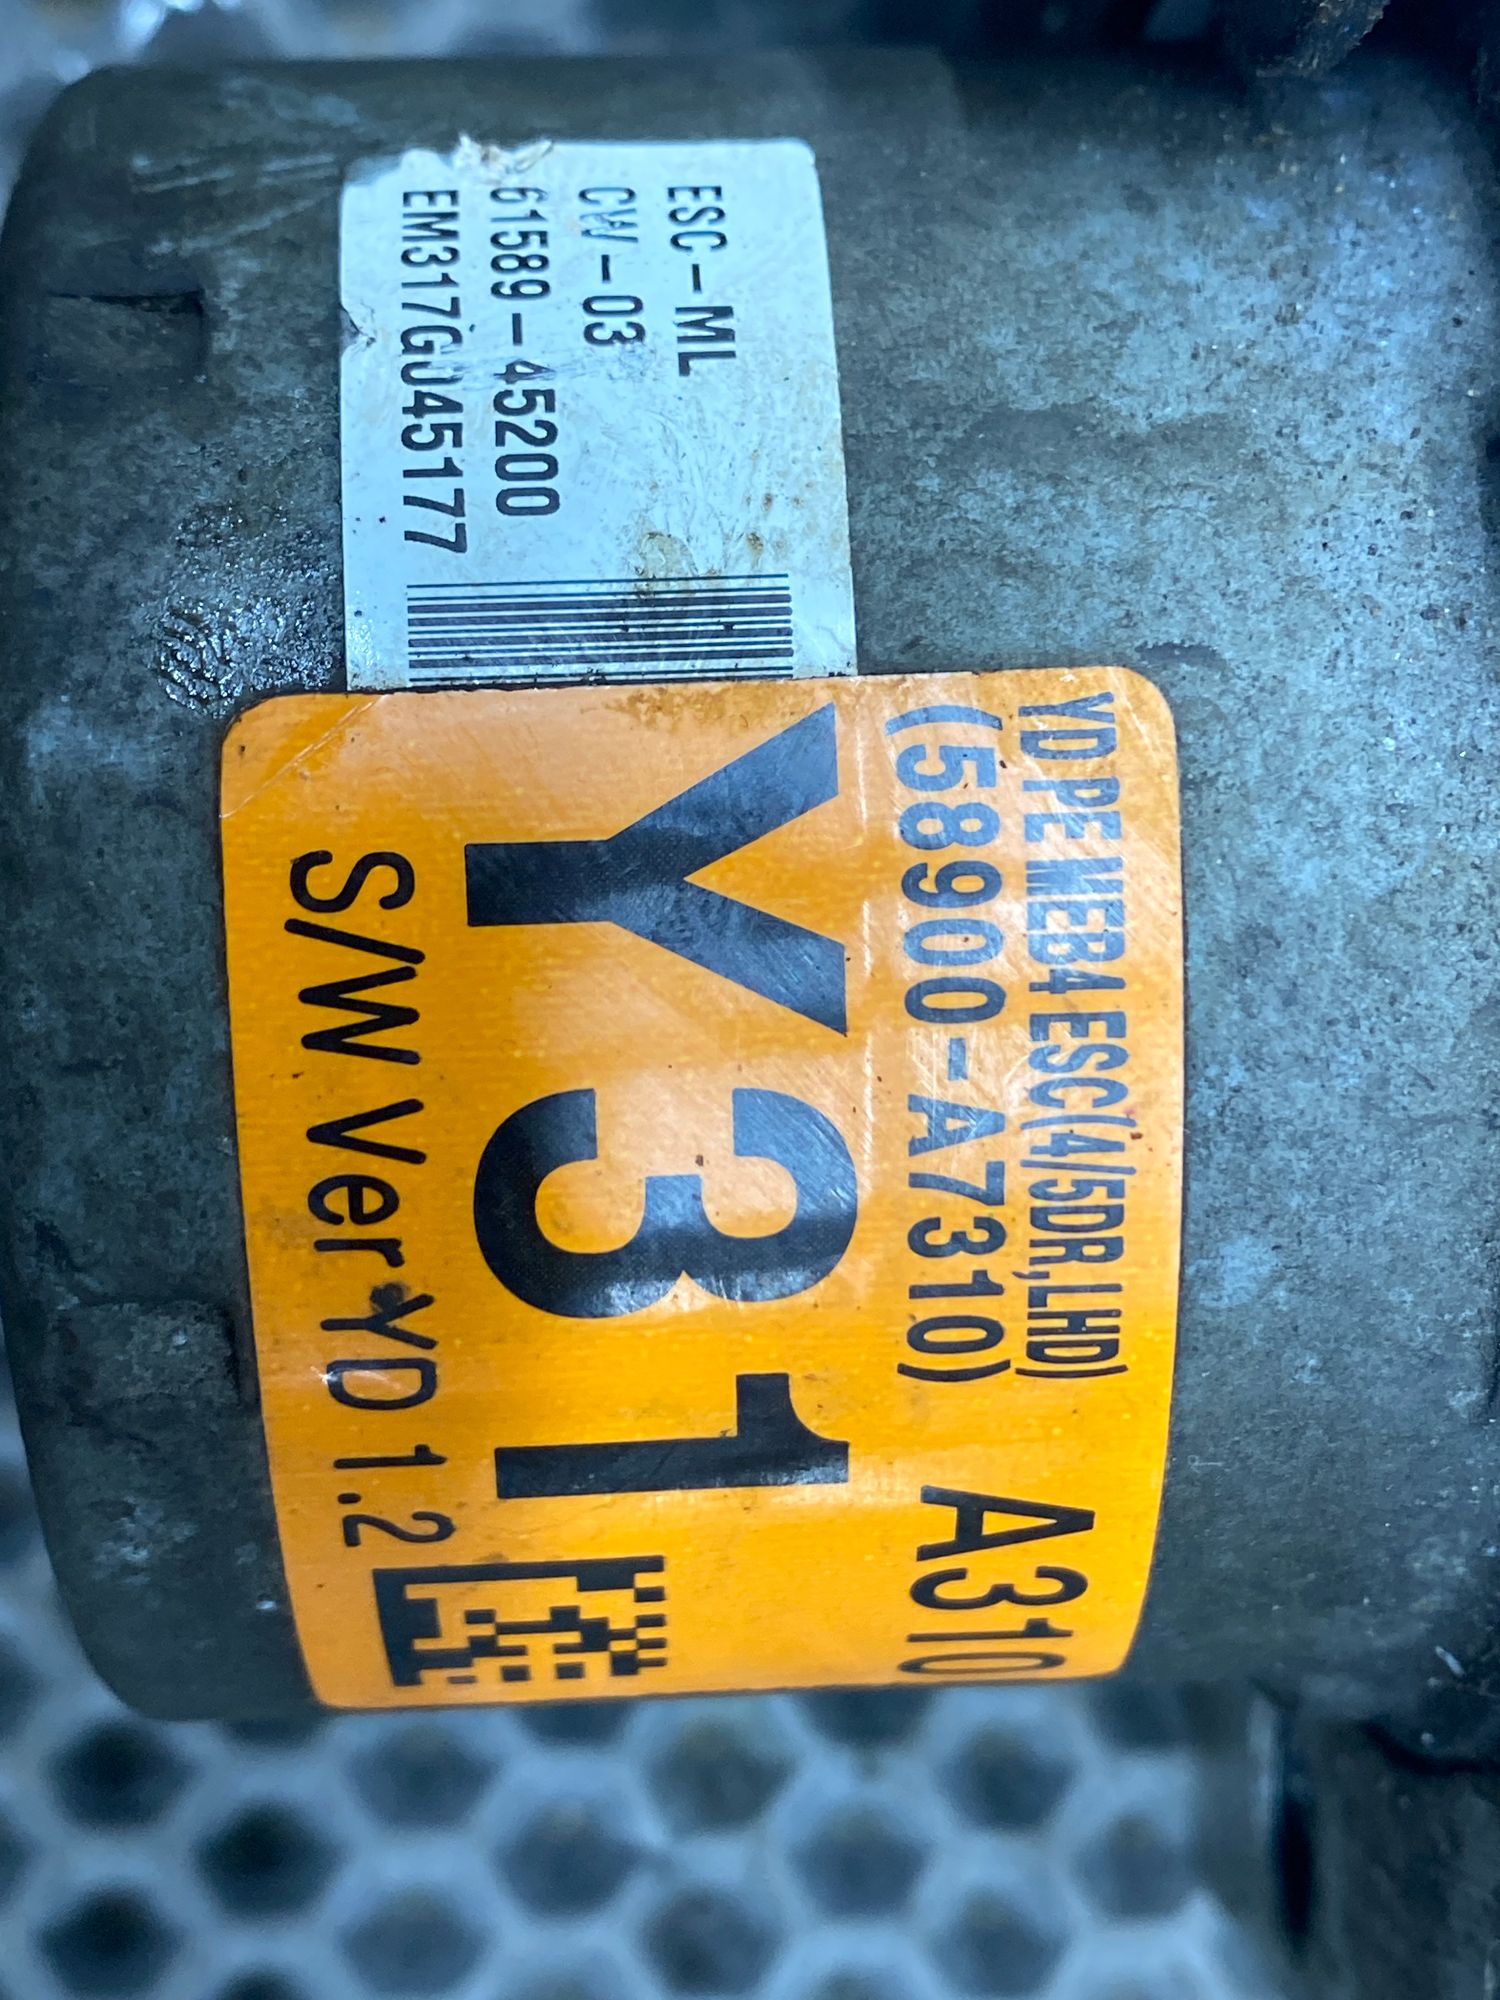 ESC-ML
CW-03
61589-45200
EM317GJ45177
YD PE MEB4 ESC(4/5DR,LHD)
(58900-A7310) A310
Y31
S/W Ver YD 1.2